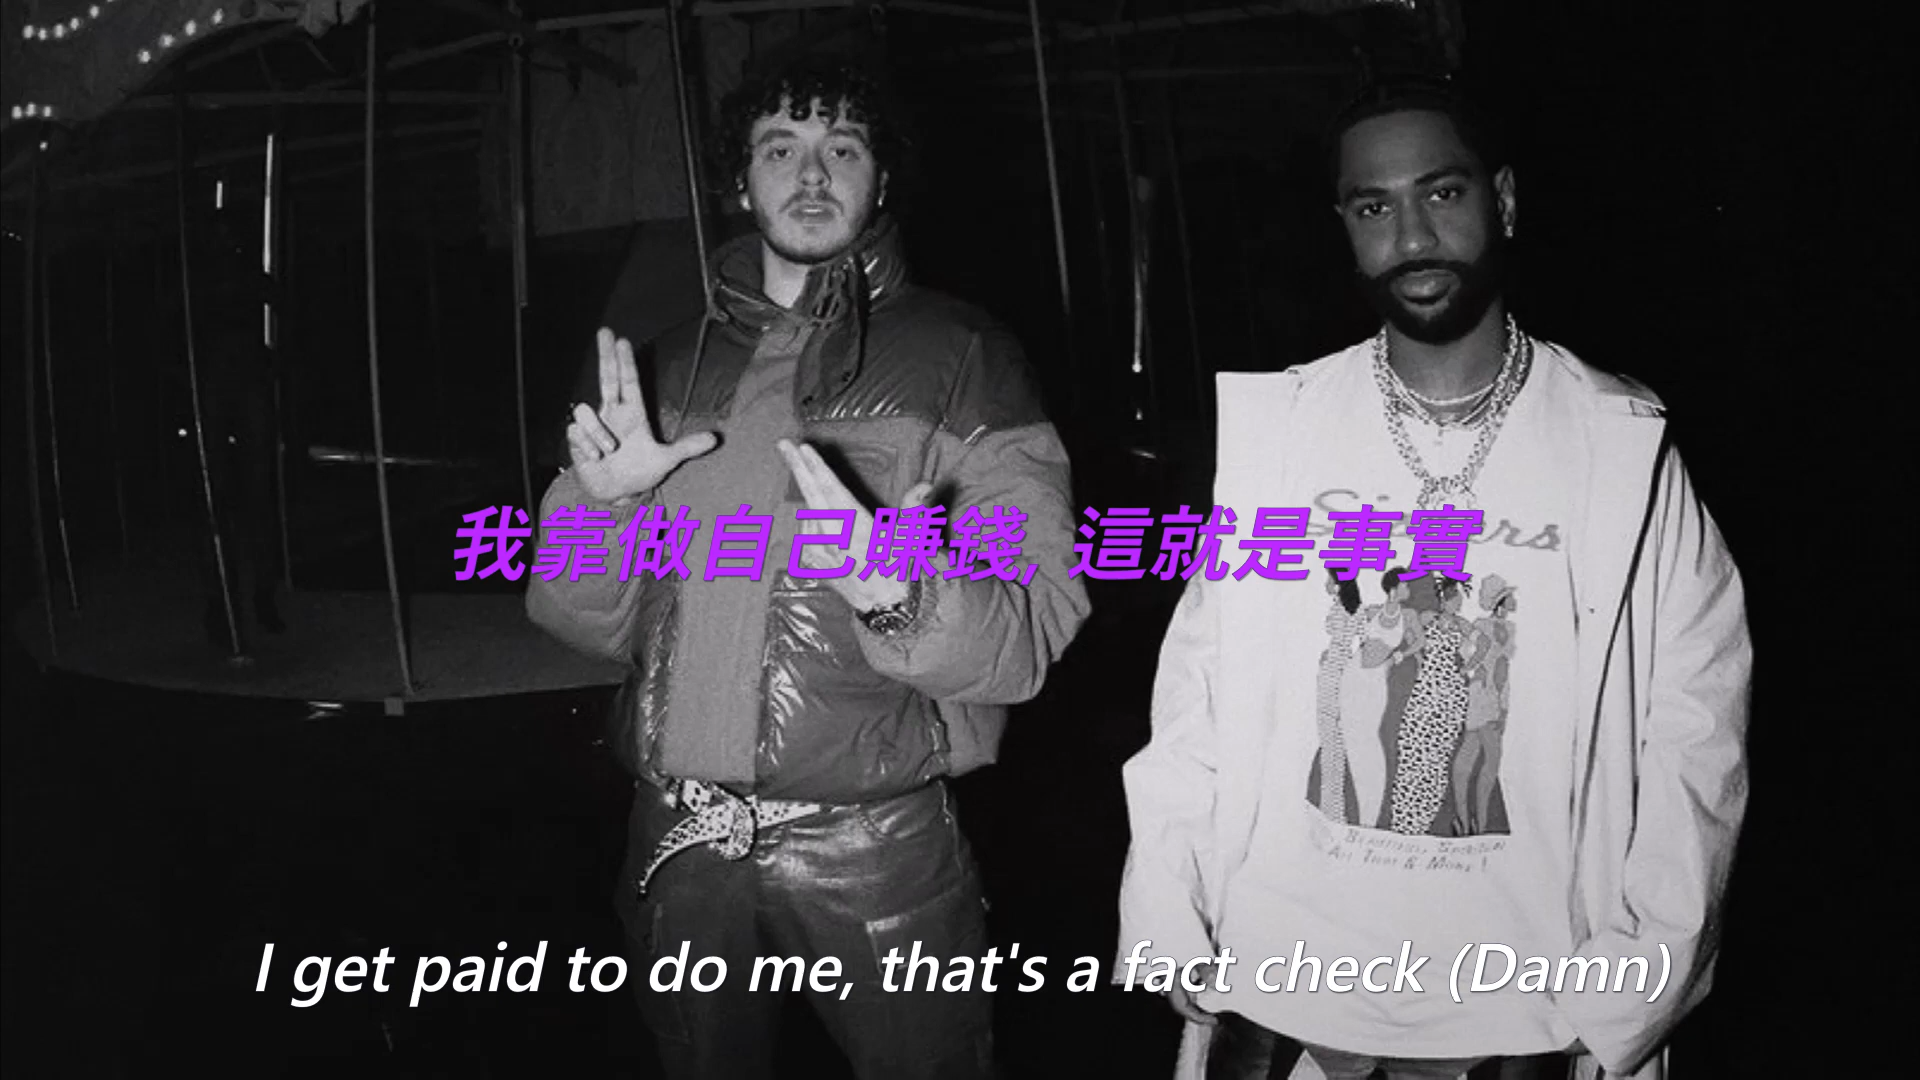 我靠做自己賺錢, 這就是事實
I get paid to do me, that's a fact check (Damn)